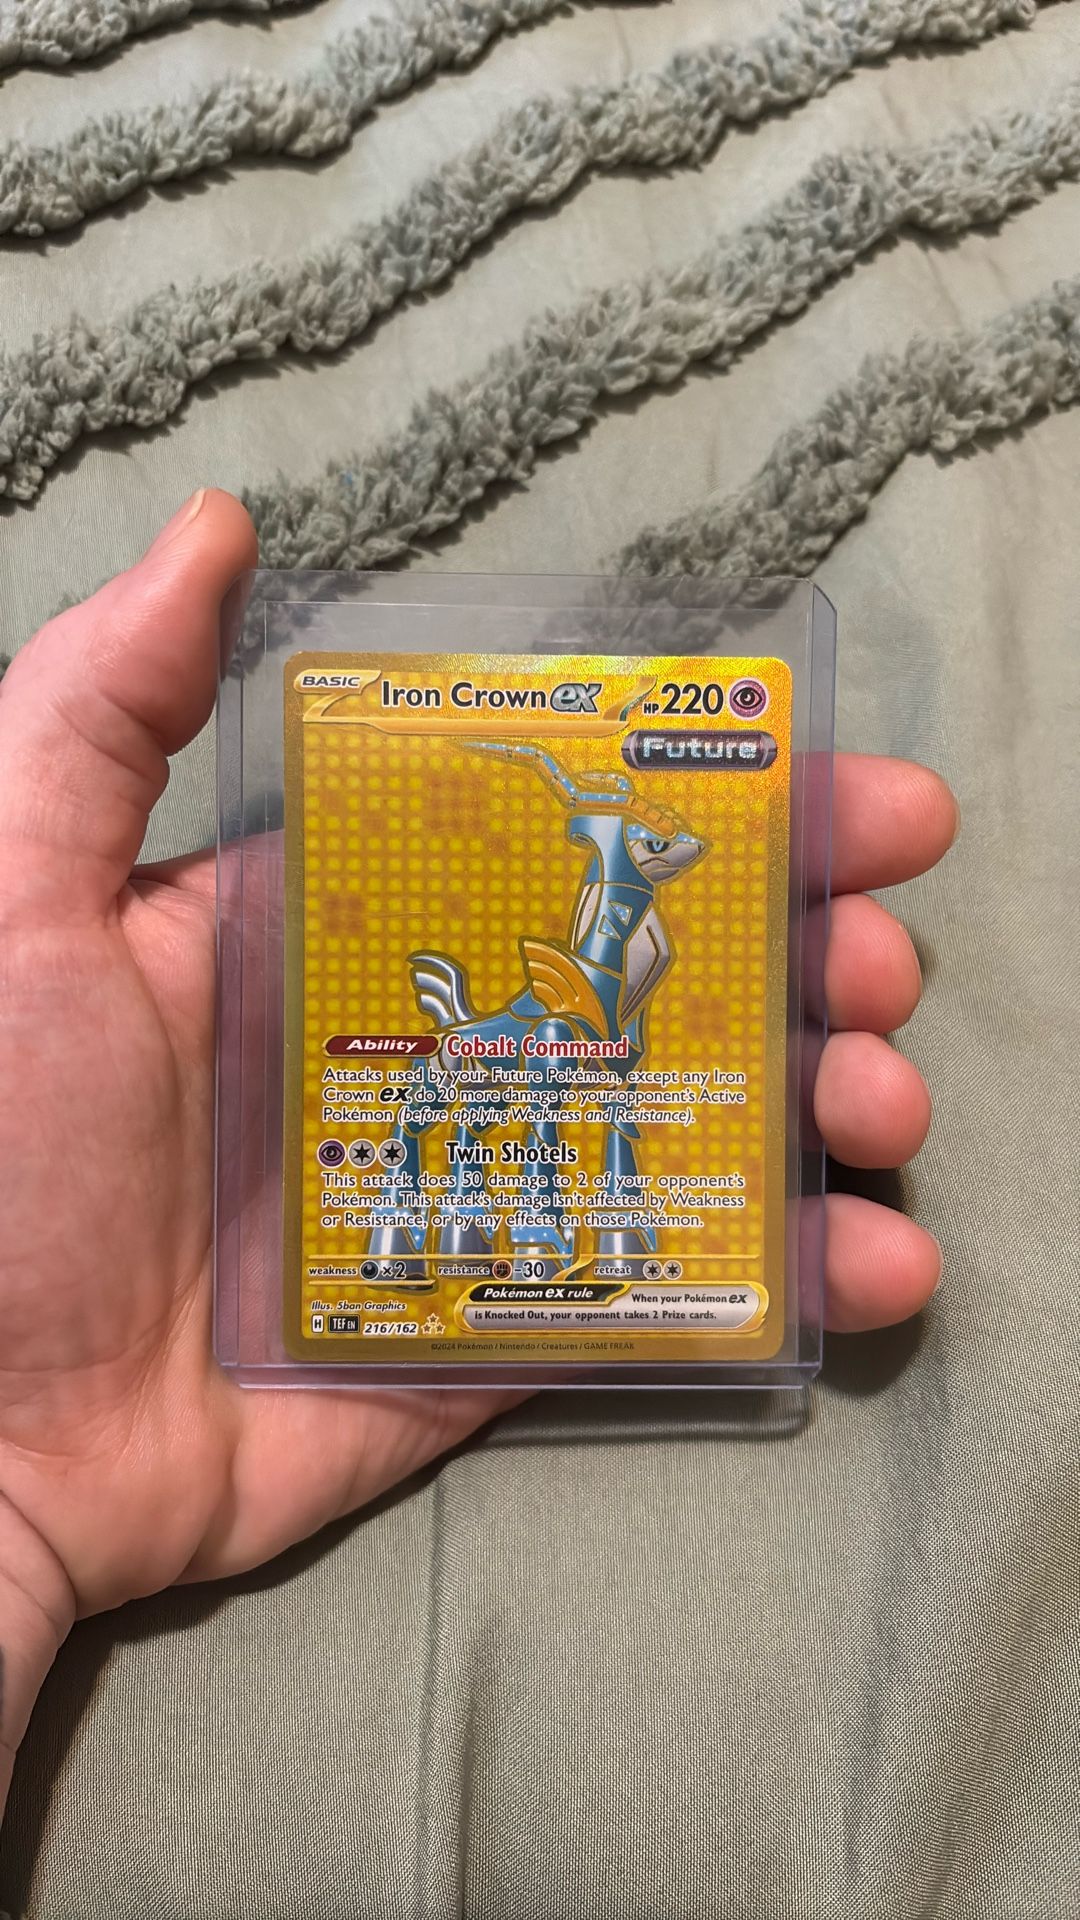 BASIC Iron Crown ex HP 220
Future
Ability Cobalt Command
Attacks used by your Future Pokémon, except any Iron
Crown ex, do 20 more damage to your opponent's Active
Pokémon (before applying Weakness and Resistance).
Twin Shotels
This attack does 50 damage to 2 of your opponent's
Pokémon. This attack's damage isn't affected by Weakness
or Resistance, or by any effects on those Pokémon.
weakness ×2 resistance -30 retreat
Pokémon ex rule When your Pokémon ex
is Knocked Out, your opponent takes 2 Prize cards.
Illus. 5ban Graphics
H TEF EN 216/162
©2024 Pokémon / Nintendo / Creatures / GAME FREAK